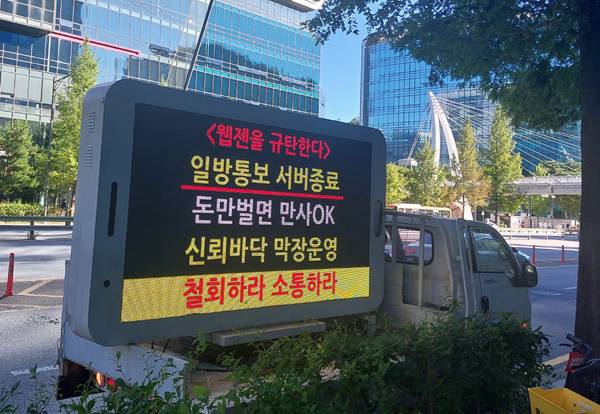 <웹젠을 규탄한다>
일방통보 서버종료
돈만벌면 만사OK
신뢰바닥 막장운영
철회하라 소통하라